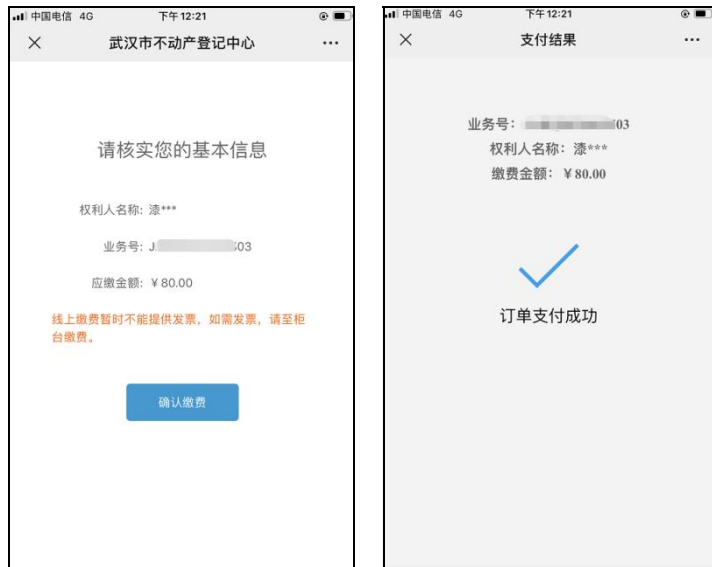 中国电信 4G 下午 12:21
武汉市不动产登记中心
请核实您的基本信息
权利人名称: 漆***
业务号: J 03
应缴金额: ¥80.00
线上缴费暂时不能提供发票，如需发票，请至柜
台缴费。
确认缴费
中国电信 4G 下午 12:21
支付结果
业务号: 03
权利人名称: 漆***
缴费金额: ¥80.00
订单支付成功